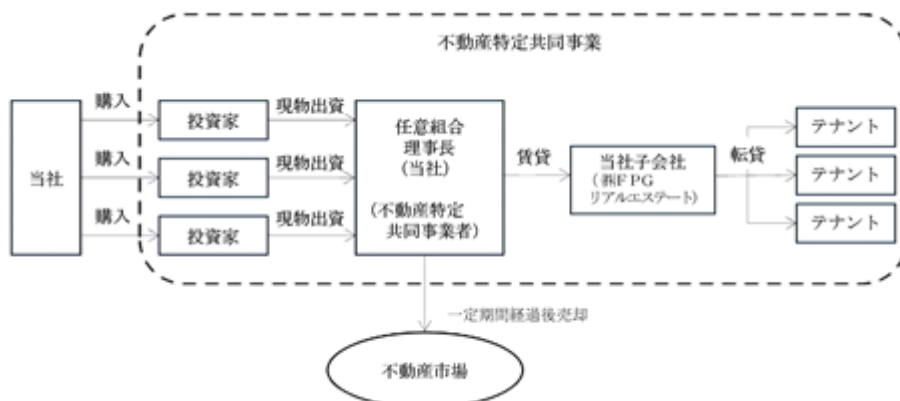 不動産特定共同事業
当社
購入
購入
購入
投資家
投資家
投資家
現物出資
現物出資
現物出資
任意組合
理事長
(当社)
(不動産特定
共同事業者)
賃貸
当社子会社
(㈱FPG
リアルエステート)
転貸
テナント
テナント
テナント
一定期間経過後売却
不動産市場